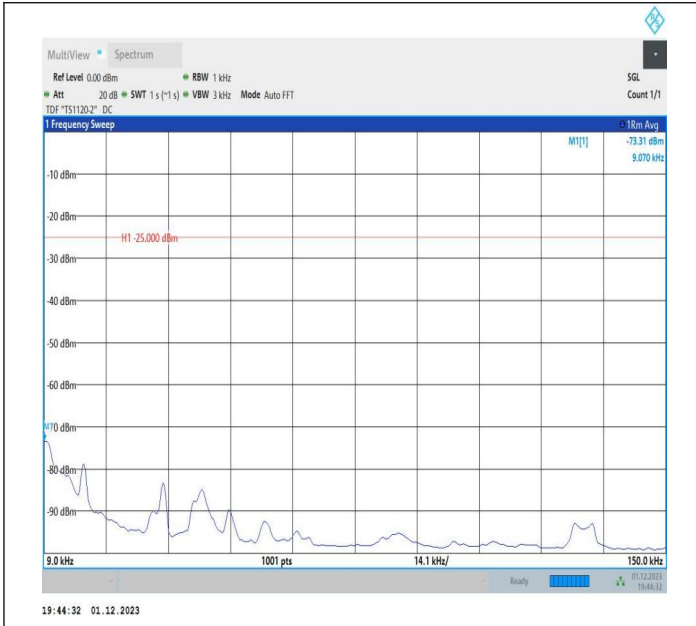 MultiView Spectrum
Ref Level 0.00 dBm RBW 1 kHz SGL
Att 20 dB SWT 1 s (~1 s) VBW 3 kHz Mode Auto FFT Count 1/1
TDF "TS1120-2" DC
1 Frequency Sweep 1Rm Avg
M1[1] -73.31 dBm
9.070 kHz
-10 dBm
-20 dBm
H1 -25.000 dBm
-30 dBm
-40 dBm
-50 dBm
-60 dBm
-70 dBm
-80 dBm
-90 dBm
9.0 kHz 1001 pts 14.1 kHz/ 150.0 kHz
Ready 01.12.2023
19:44:32
19:44:32 01.12.2023